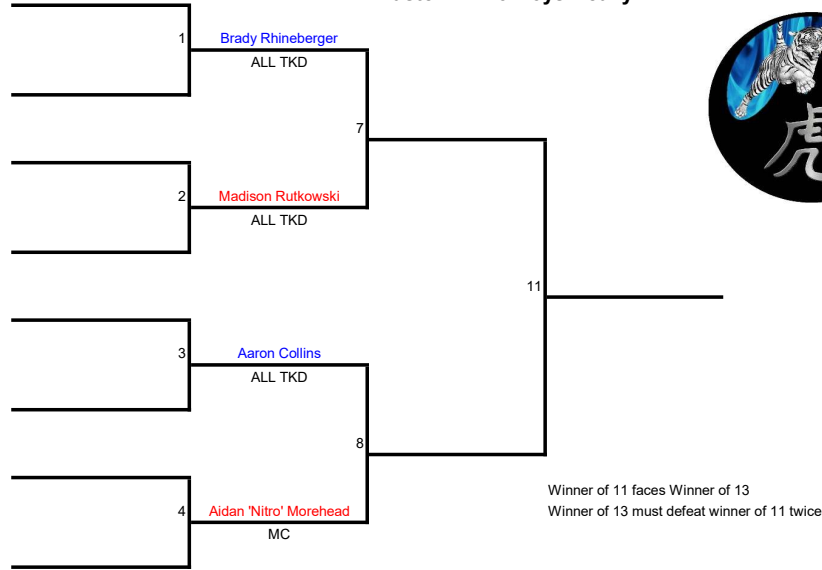 1
Brady Rhineberger
ALL TKD
7
2
Madison Rutkowski
ALL TKD
11
3
Aaron Collins
ALL TKD
8
Winner of 11 faces Winner of 13
4
Aidan 'Nitro' Morehead
Winner of 13 must defeat winner of 11 twice
MC
虎